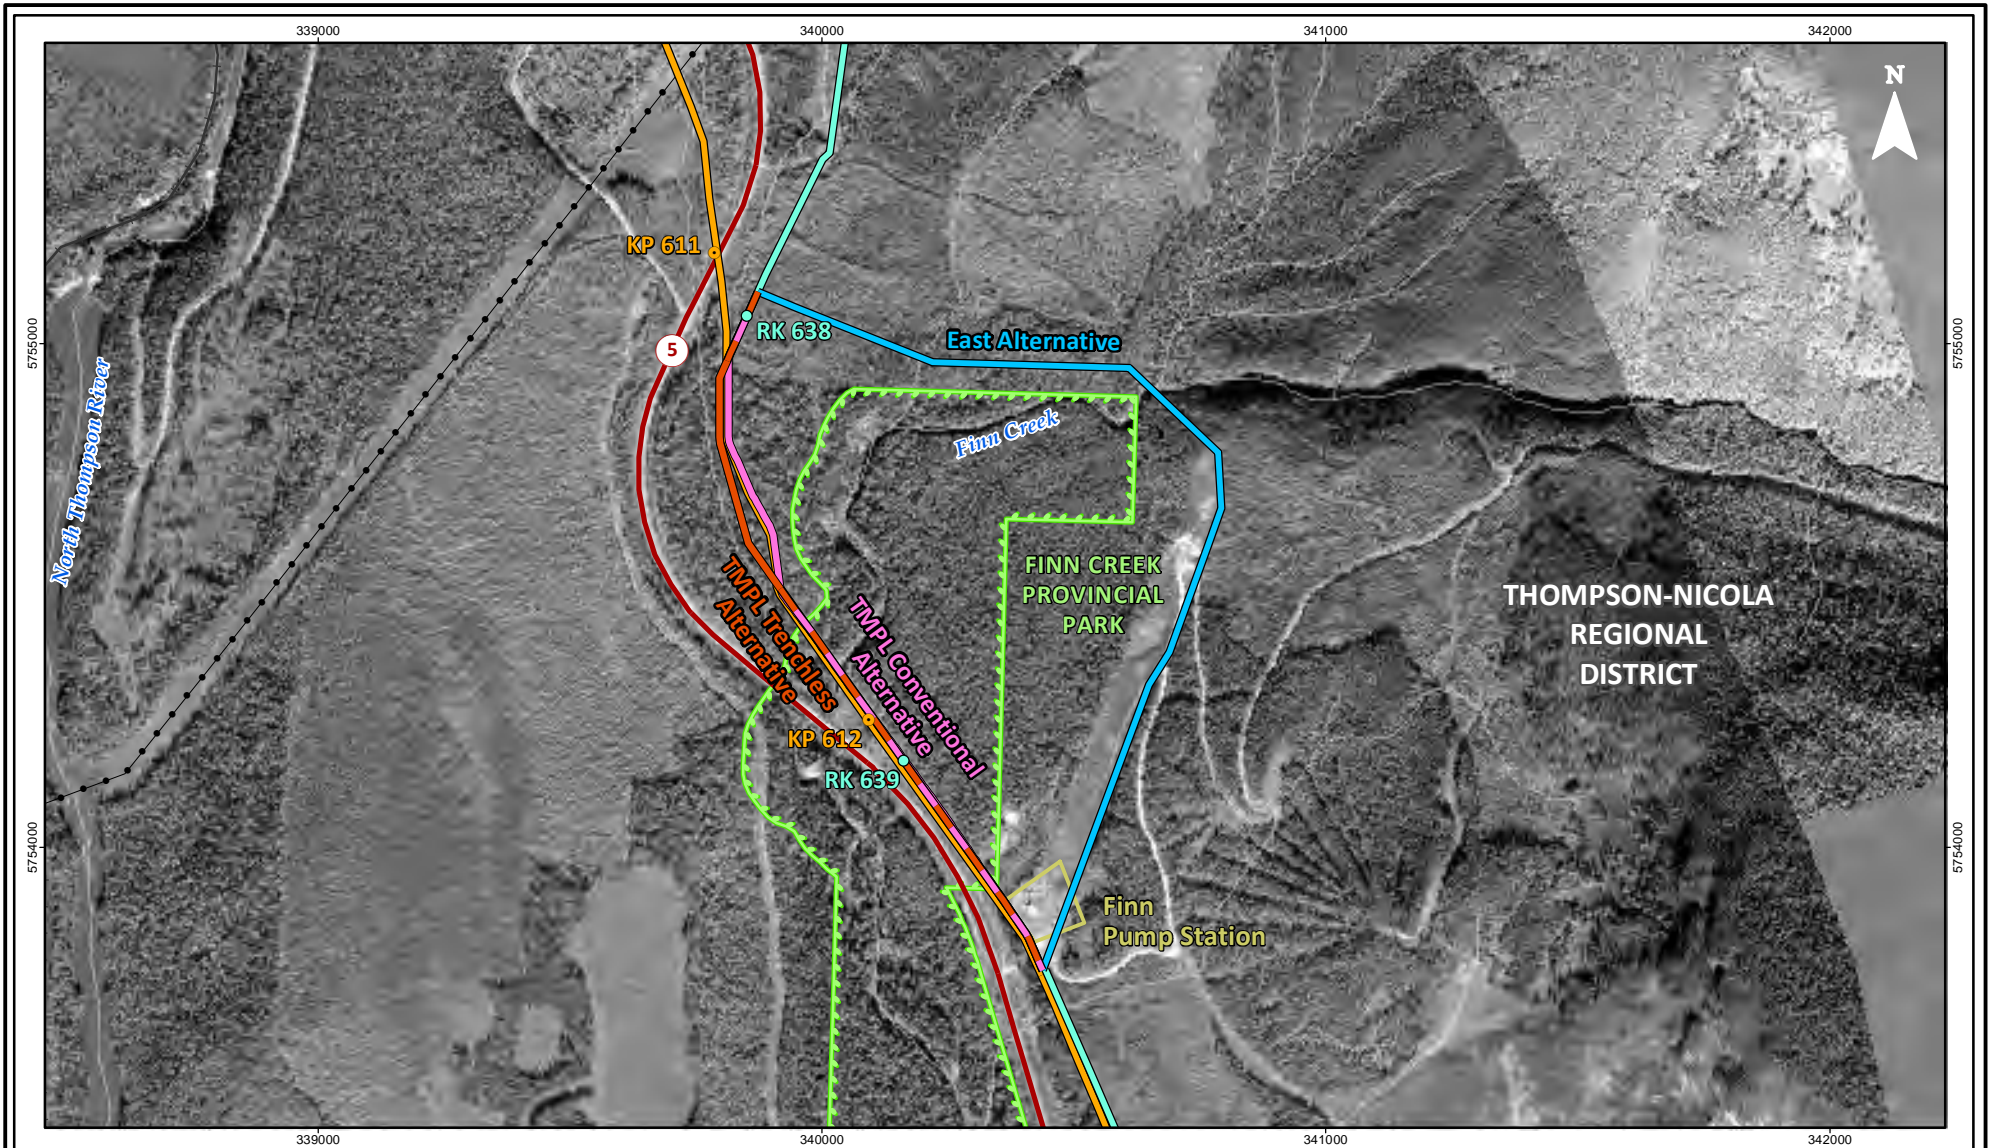 339000
340000
341000
342000
N
KP 611
RK 638
5
East Alternative
5755000
5755000
North Thompson River
Finn Creek
FINN CREEK
PROVINCIAL
PARK
THOMPSON-NICOLA
REGIONAL
DISTRICT
TMPL Trenchless
Alternative
TMPL Conventional
Alternative
KP 612
RK 639
5754000
5754000
Finn
Pump Station
339000
340000
341000
342000